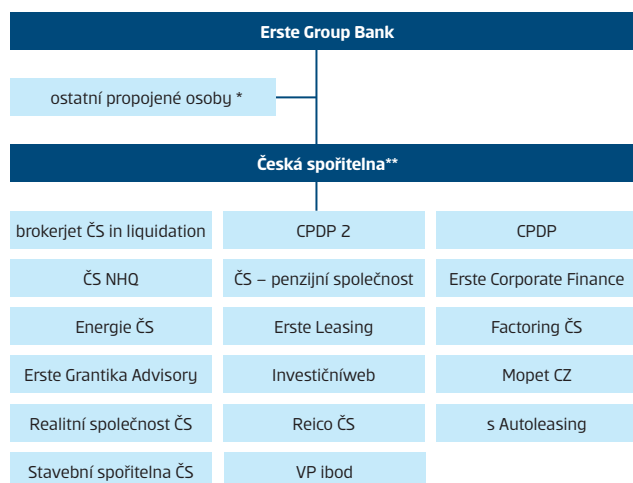 Erste Group Bank
ostatní propojené osoby *
Česká spořitelna**
brokerjet ČS in liquidation
CPDP 2
CPDP
ČS NHQ
ČS – penzijní společnost
Erste Corporate Finance
Energie ČS
Erste Leasing
Factoring ČS
Erste Grantika Advisory
Investičníweb
Mopet CZ
Realitní společnost ČS
Reico ČS
s Autoleasing
Stavební spořitelna ČS
VP ibod